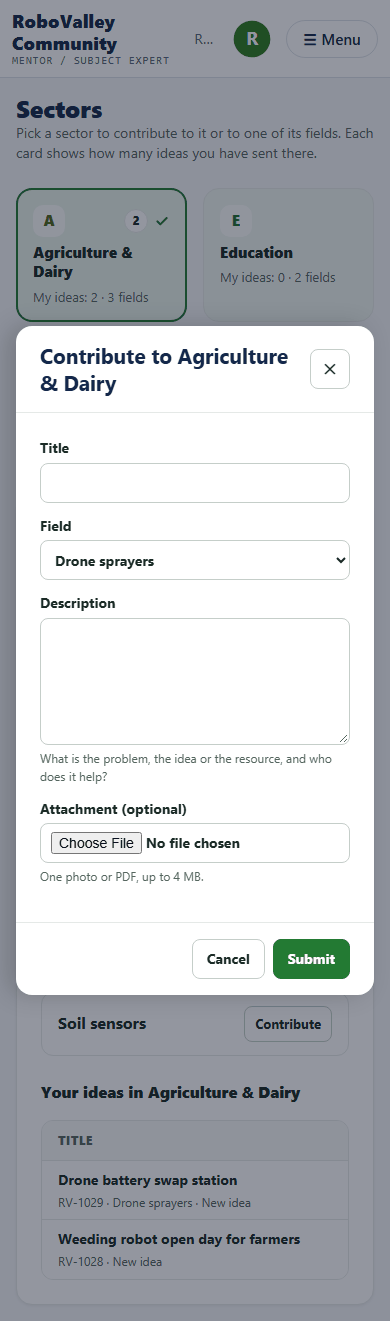 RoboValley
Community
MENTOR / SUBJECT EXPERT
R...
R
☰ Menu
Sectors
Pick a sector to contribute to it or to one of its fields. Each
card shows how many ideas you have sent there.
A
2 ✓
Agriculture &
Dairy
My ideas: 2 · 3 fields
E
Education
My ideas: 0 · 2 fields
Contribute to Agriculture
& Dairy
×
Title
Field
Drone sprayers
Description
What is the problem, the idea or the resource, and who
does it help?
Attachment (optional)
Choose File No file chosen
One photo or PDF, up to 4 MB.
Cancel
Submit
Soil sensors
Contribute
Your ideas in Agriculture & Dairy
TITLE
Drone battery swap station
RV-1029 · Drone sprayers · New idea
Weeding robot open day for farmers
RV-1028 · New idea